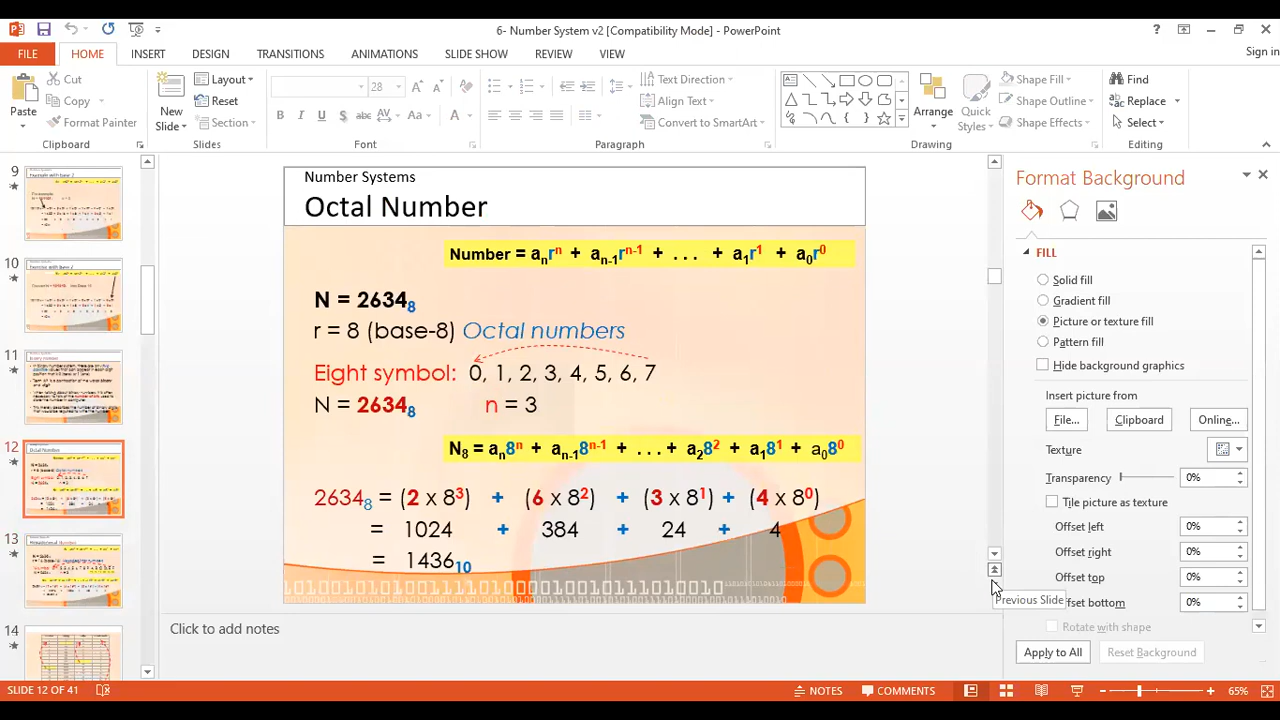 6- Number System v2 [Compatibility Mode] - PowerPoint
Sign in
FILE HOME INSERT DESIGN TRANSITIONS ANIMATIONS SLIDE SHOW REVIEW VIEW
Paste
Cut
Copy
Format Painter
Clipboard
New Slide
Layout
Reset
Section
Slides
28
B I U S abc AV Aa A
Font
Text Direction
Align Text
Convert to SmartArt
Paragraph
Arrange
Quick Styles
Shape Fill
Shape Outline
Shape Effects
Drawing
Find
Replace
Select
Editing
9
10
11
12
13
14
Number Systems
Octal Number
Number = aₙrⁿ + aₙ₋₁rⁿ⁻¹ + . . . + a₁r¹ + a₀r⁰
N = 2634₈
r = 8 (base-8) Octal numbers
Eight symbol: 0, 1, 2, 3, 4, 5, 6, 7
N = 2634₈ n = 3
N₈ = aₙ8ⁿ + aₙ₋₁8ⁿ⁻¹ + . . . + a₂8² + a₁8¹ + a₀8⁰
2634₈ = (2 x 8³) + (6 x 8²) + (3 x 8¹) + (4 x 8⁰)
= 1024 + 384 + 24 + 4
= 1436₁₀
Click to add notes
Previous Slide
Format Background
FILL
Solid fill
Gradient fill
Picture or texture fill
Pattern fill
Hide background graphics
Insert picture from
File... Clipboard Online...
Texture
Transparency 0%
Tile picture as texture
Offset left 0%
Offset right 0%
Offset top 0%
ffset bottom 0%
Rotate with shape
Apply to All Reset Background
SLIDE 12 OF 41 NOTES COMMENTS 65%